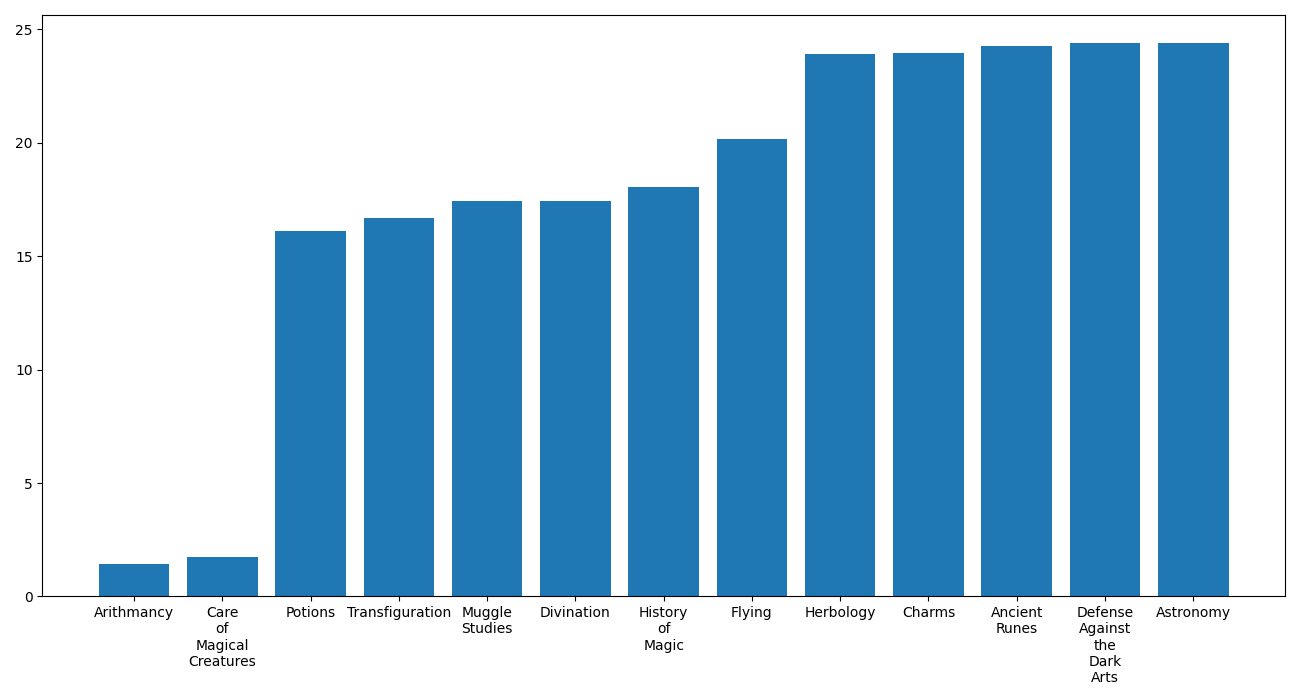 25
20
15
10
5
0
Arithmancy
Care
of
Magical
Creatures
Potions
Transfiguration
Muggle
Studies
Divination
History
of
Magic
Flying
Herbology
Charms
Ancient
Runes
Defense
Against
the
Dark
Arts
Astronomy